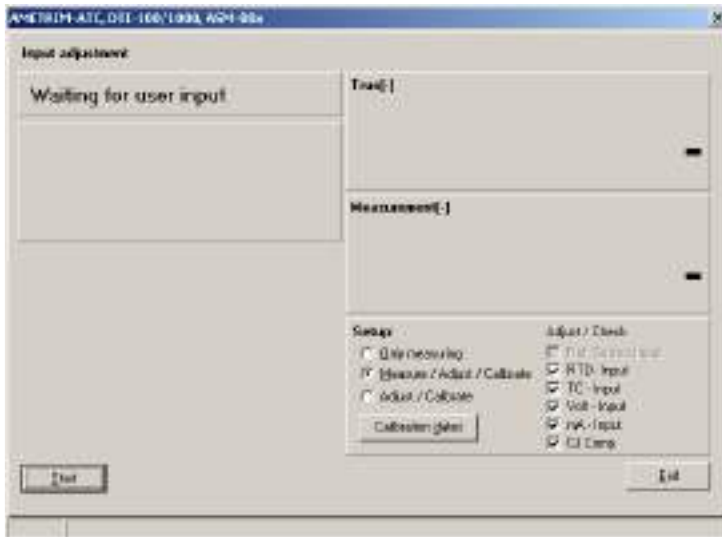 AMETRIM-ATC, DTI-100/1000, ASM-80x
Input adjustment
Waiting for user input
True[-]
Measurement[-]
Setup:
Only measuring
Measure / Adjust / Calibrate
Adjust / Calibrate
Calibration dates
Adjust / Check
RTD - Input
TC - Input
Volt - Input
mA - Input
CJ Comp
Start
Exit